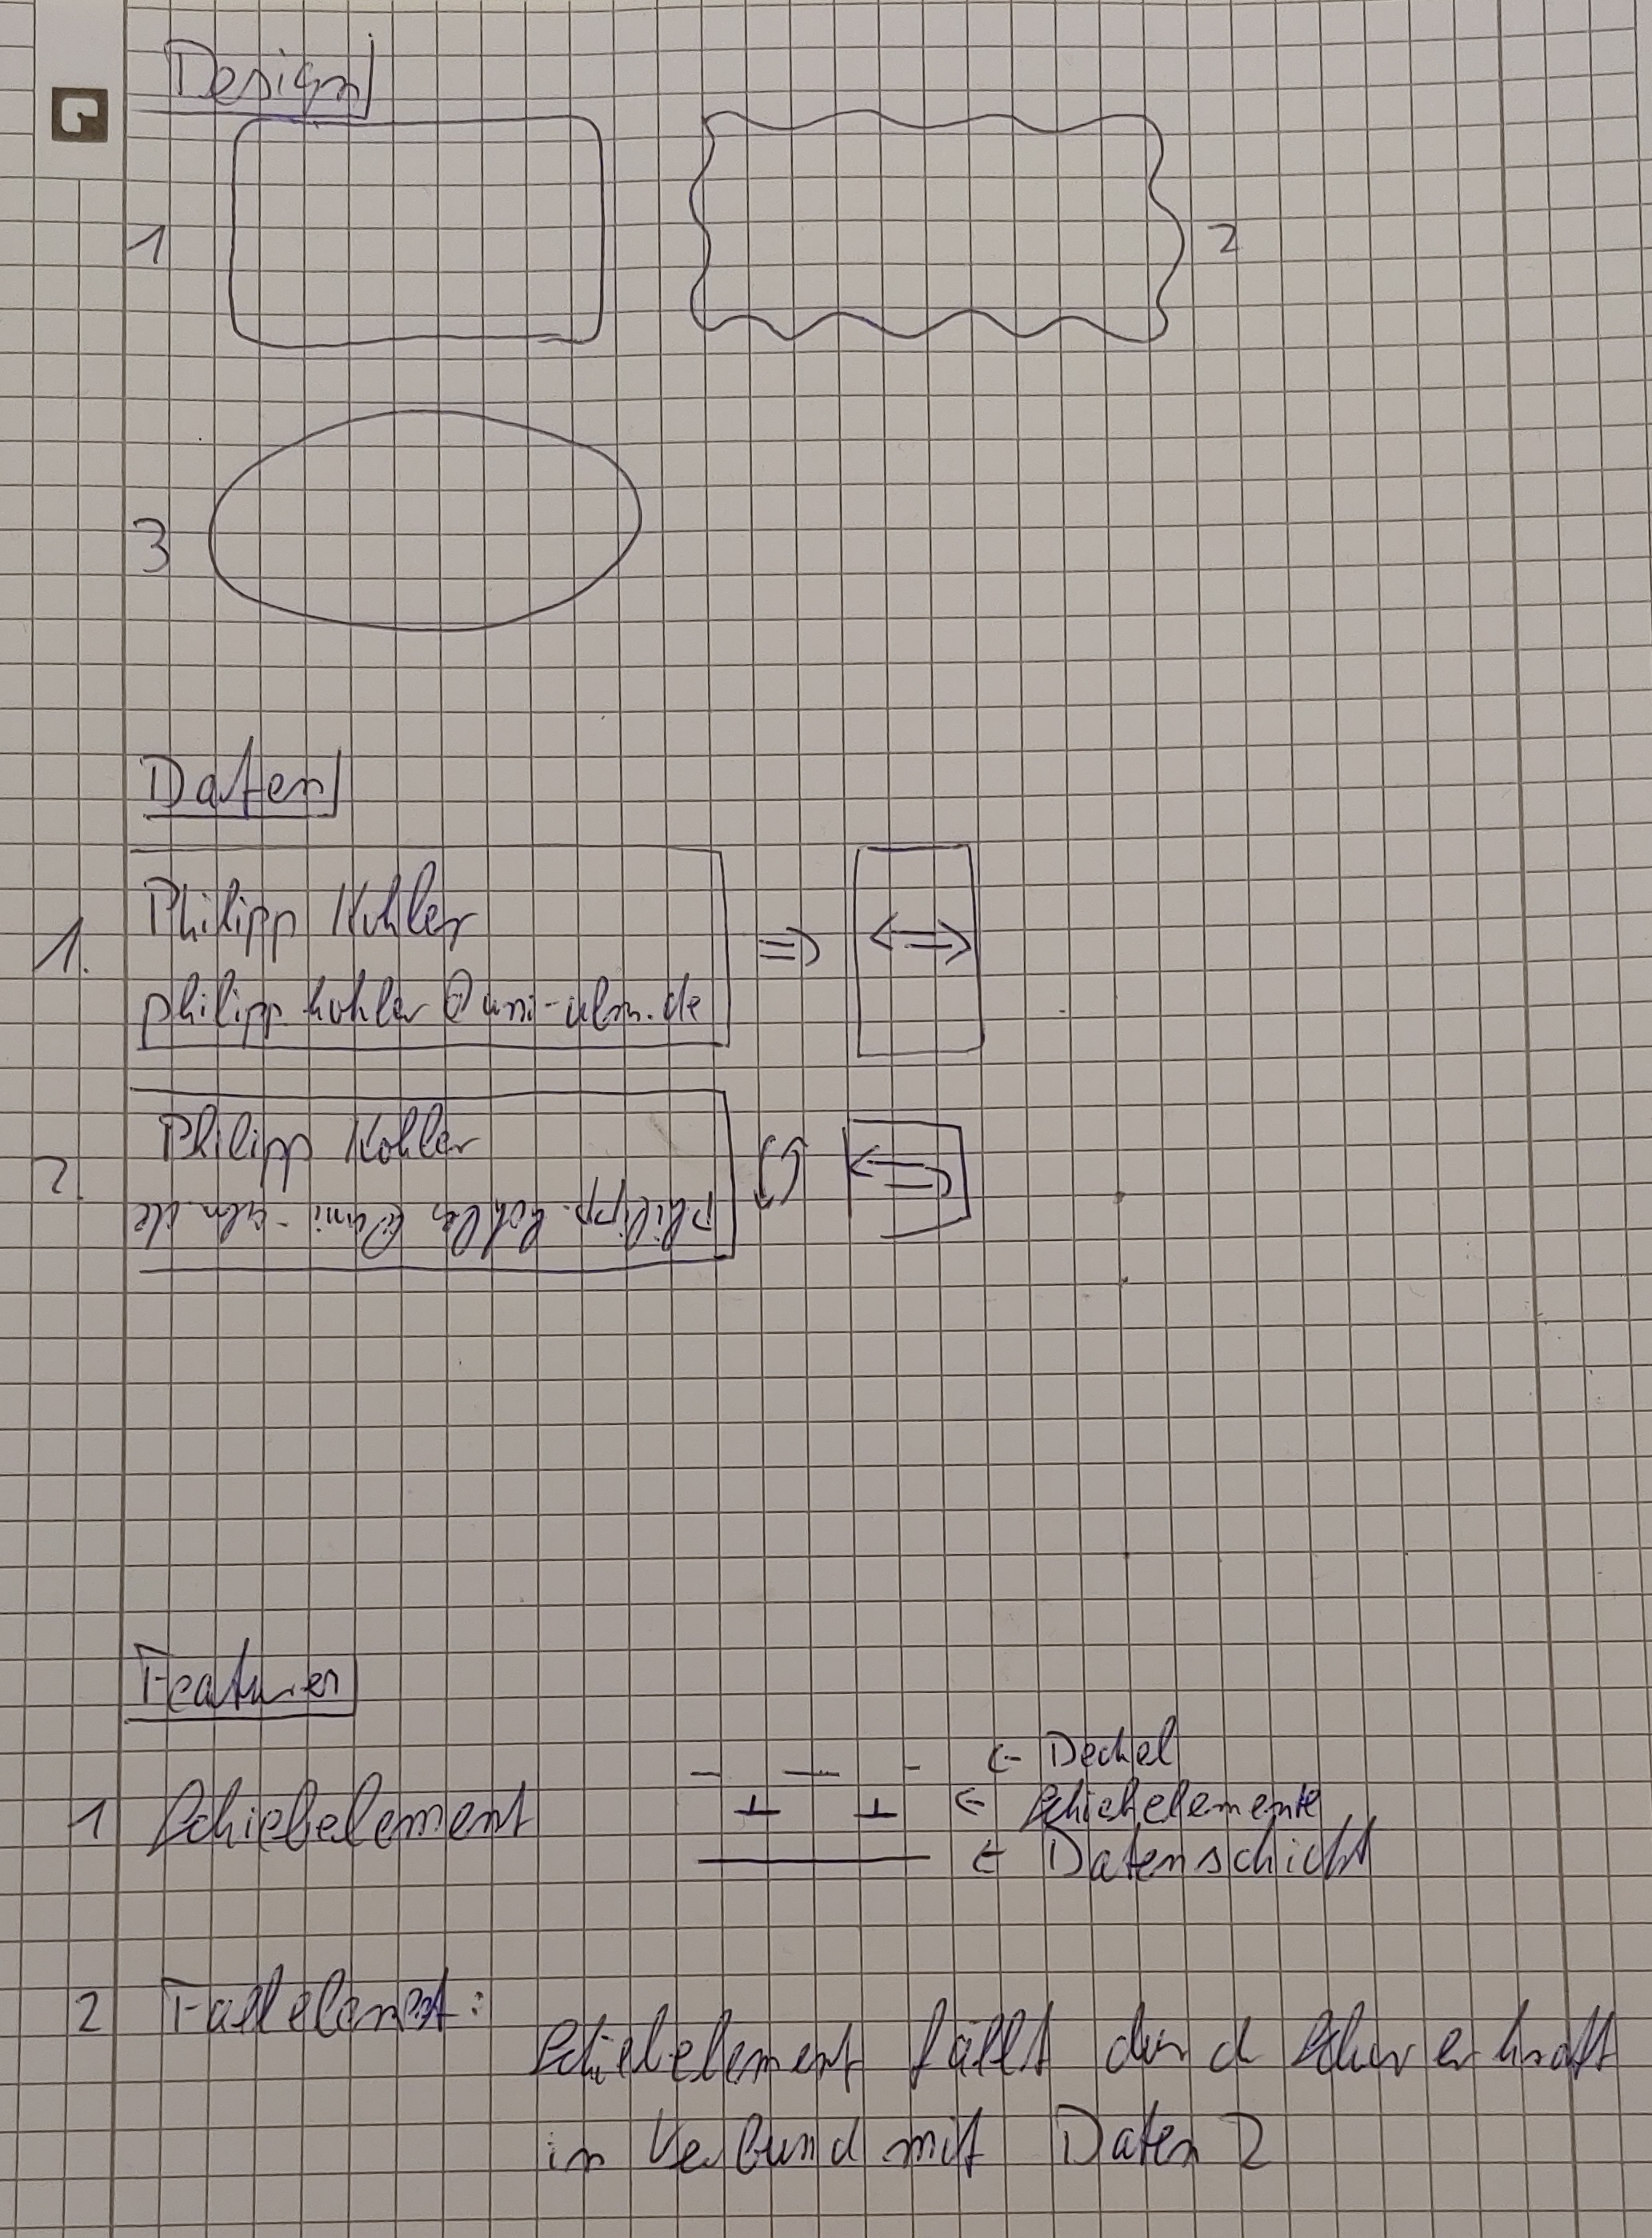 Design
1
2
3
Daten
1.
Philipp Kohler
philipp.kohler@uni-ulm.de
2.
Philipp Kohler
philipp.kohler@uni-ulm.de
Features
1 Schiebelement
← Deckel
← Schiebelemente
← Datenschicht
2 Fallelement:
Schiebelement fällt durch Schwerkraft
in Verbund mit Daten 2